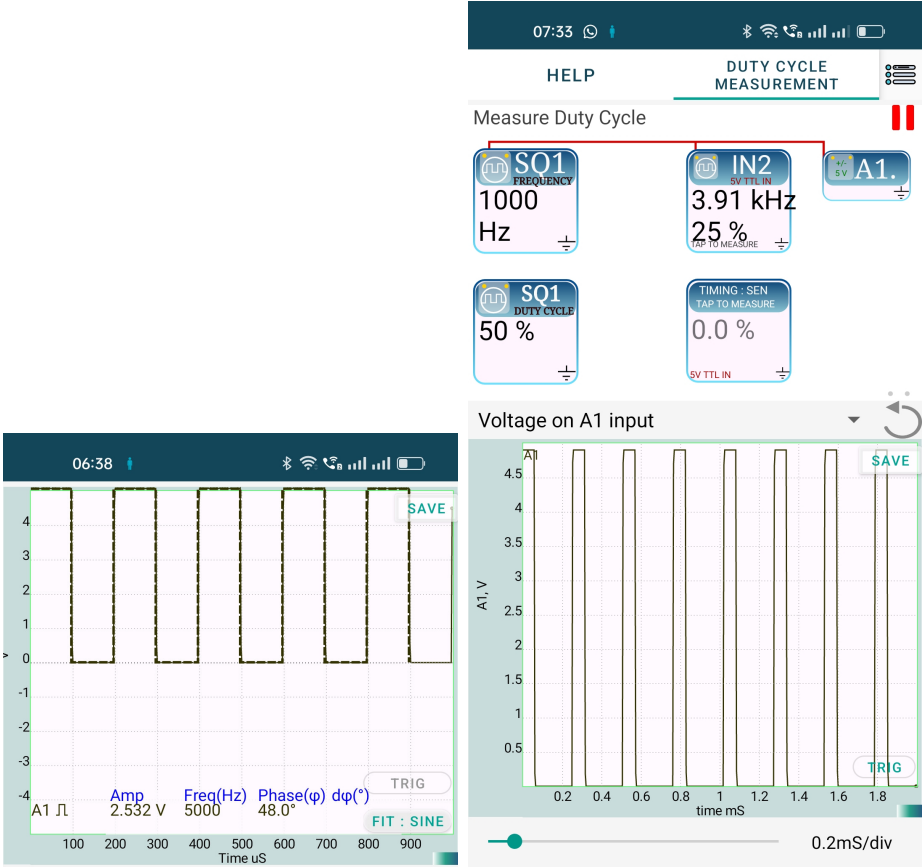 07:33
HELP
DUTY CYCLE
MEASUREMENT
Measure Duty Cycle
SQ1
FREQUENCY
1000
Hz
IN2
5V TTL IN
3.91 kHz
25 %
TAP TO MEASURE
+/-
5 V
A1.
SQ1
DUTY CYCLE
50 %
TIMING : SEN
TAP TO MEASURE
0.0 %
5V TTL IN
Voltage on A1 input
A1
SAVE
4.5
4
3.5
3
2.5
2
1.5
1
0.5
A1, V
TRIG
0.2 0.4 0.6 0.8 1 1.2 1.4 1.6 1.8
time mS
0.2mS/div
06:38
SAVE
4
3
2
1
0
-1
-2
-3
-4
TRIG
Amp Freq(Hz) Phase(φ) dφ(°)
A1 2.532 V 5000 48.0°
FIT : SINE
100 200 300 400 500 600 700 800 900
Time uS